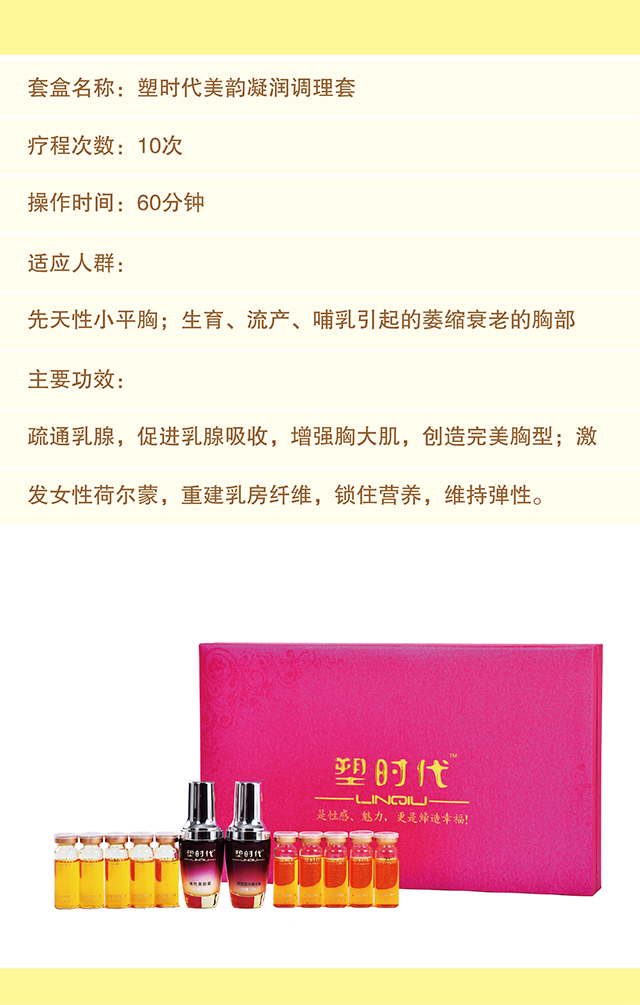 套盒名称：塑时代美韵凝润调理套
疗程次数：10次
操作时间：60分钟
适应人群：
先天性小平胸；生育、流产、哺乳引起的萎缩衰老的胸部
主要功效：
疏通乳腺，促进乳腺吸收，增强胸大肌，创造完美胸型；激
发女性荷尔蒙，重建乳房纤维，锁住营养，维持弹性。
塑时代™
LINQIU
是性感、魅力，更是缔造幸福!
塑时代
LINQIU
塑时代
LINQIU